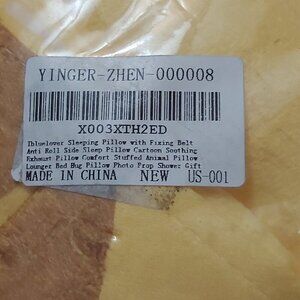 YINGER-ZHEN-000008
X003XTH2ED
Ibluelover Sleeping Pillow with Fixing Belt
Anti Roll Side Sleep Pillow Cartoon Soothing
Exhaust Pillow Comfort Stuffed Animal Pillow
Lounger Bed Bug Pillow Photo Prop Shower Gift
MADE IN CHINA NEW US-001